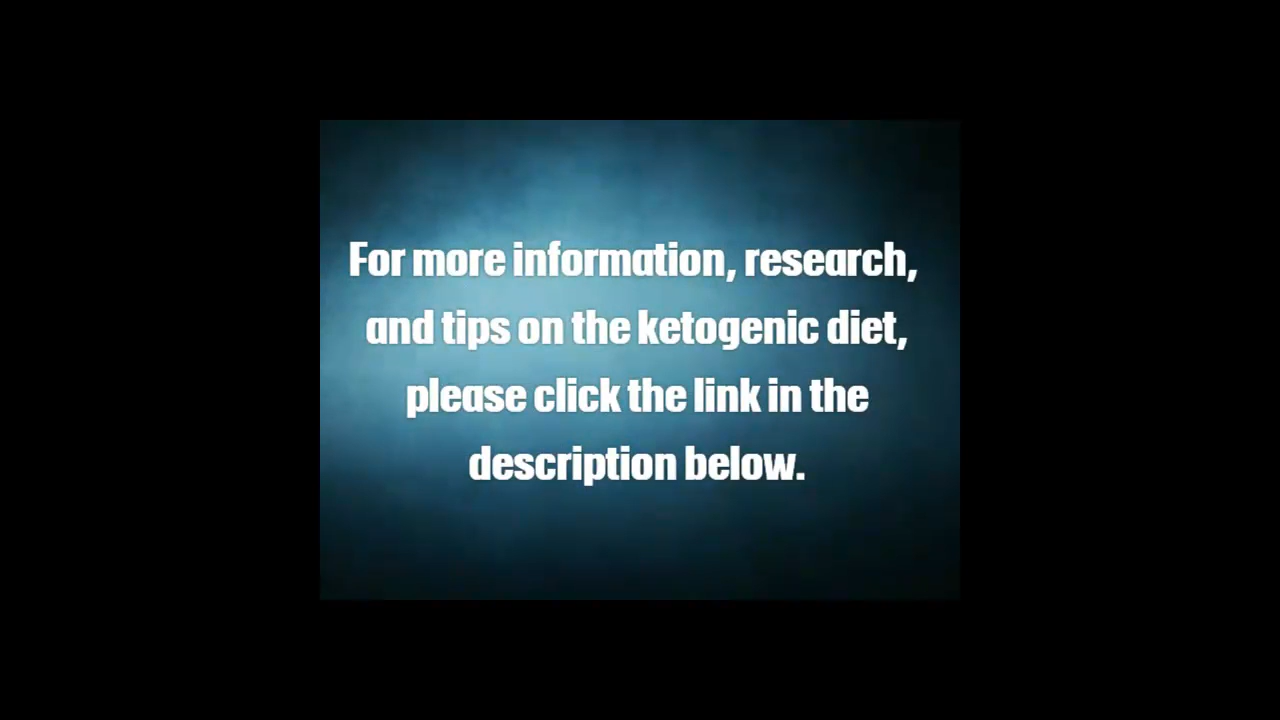 For more information, research,
and tips on the ketogenic diet,
please click the link in the
description below.